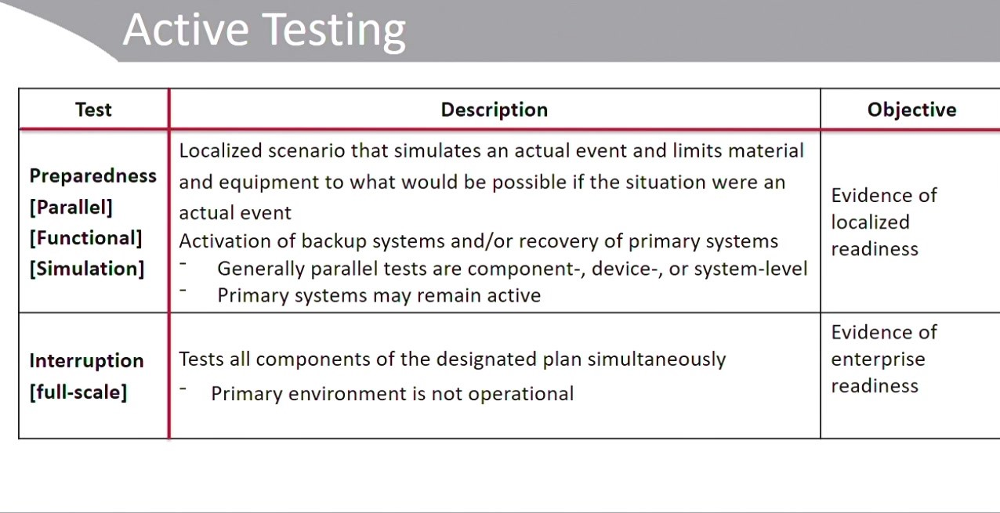 Active Testing
Test
Description
Objective
Preparedness
[Parallel]
[Functional]
[Simulation]
Localized scenario that simulates an actual event and limits material
and equipment to what would be possible if the situation were an
actual event
Activation of backup systems and/or recovery of primary systems
- Generally parallel tests are component-, device-, or system-level
- Primary systems may remain active
Evidence of
localized
readiness
Interruption
[full-scale]
Tests all components of the designated plan simultaneously
- Primary environment is not operational
Evidence of
enterprise
readiness